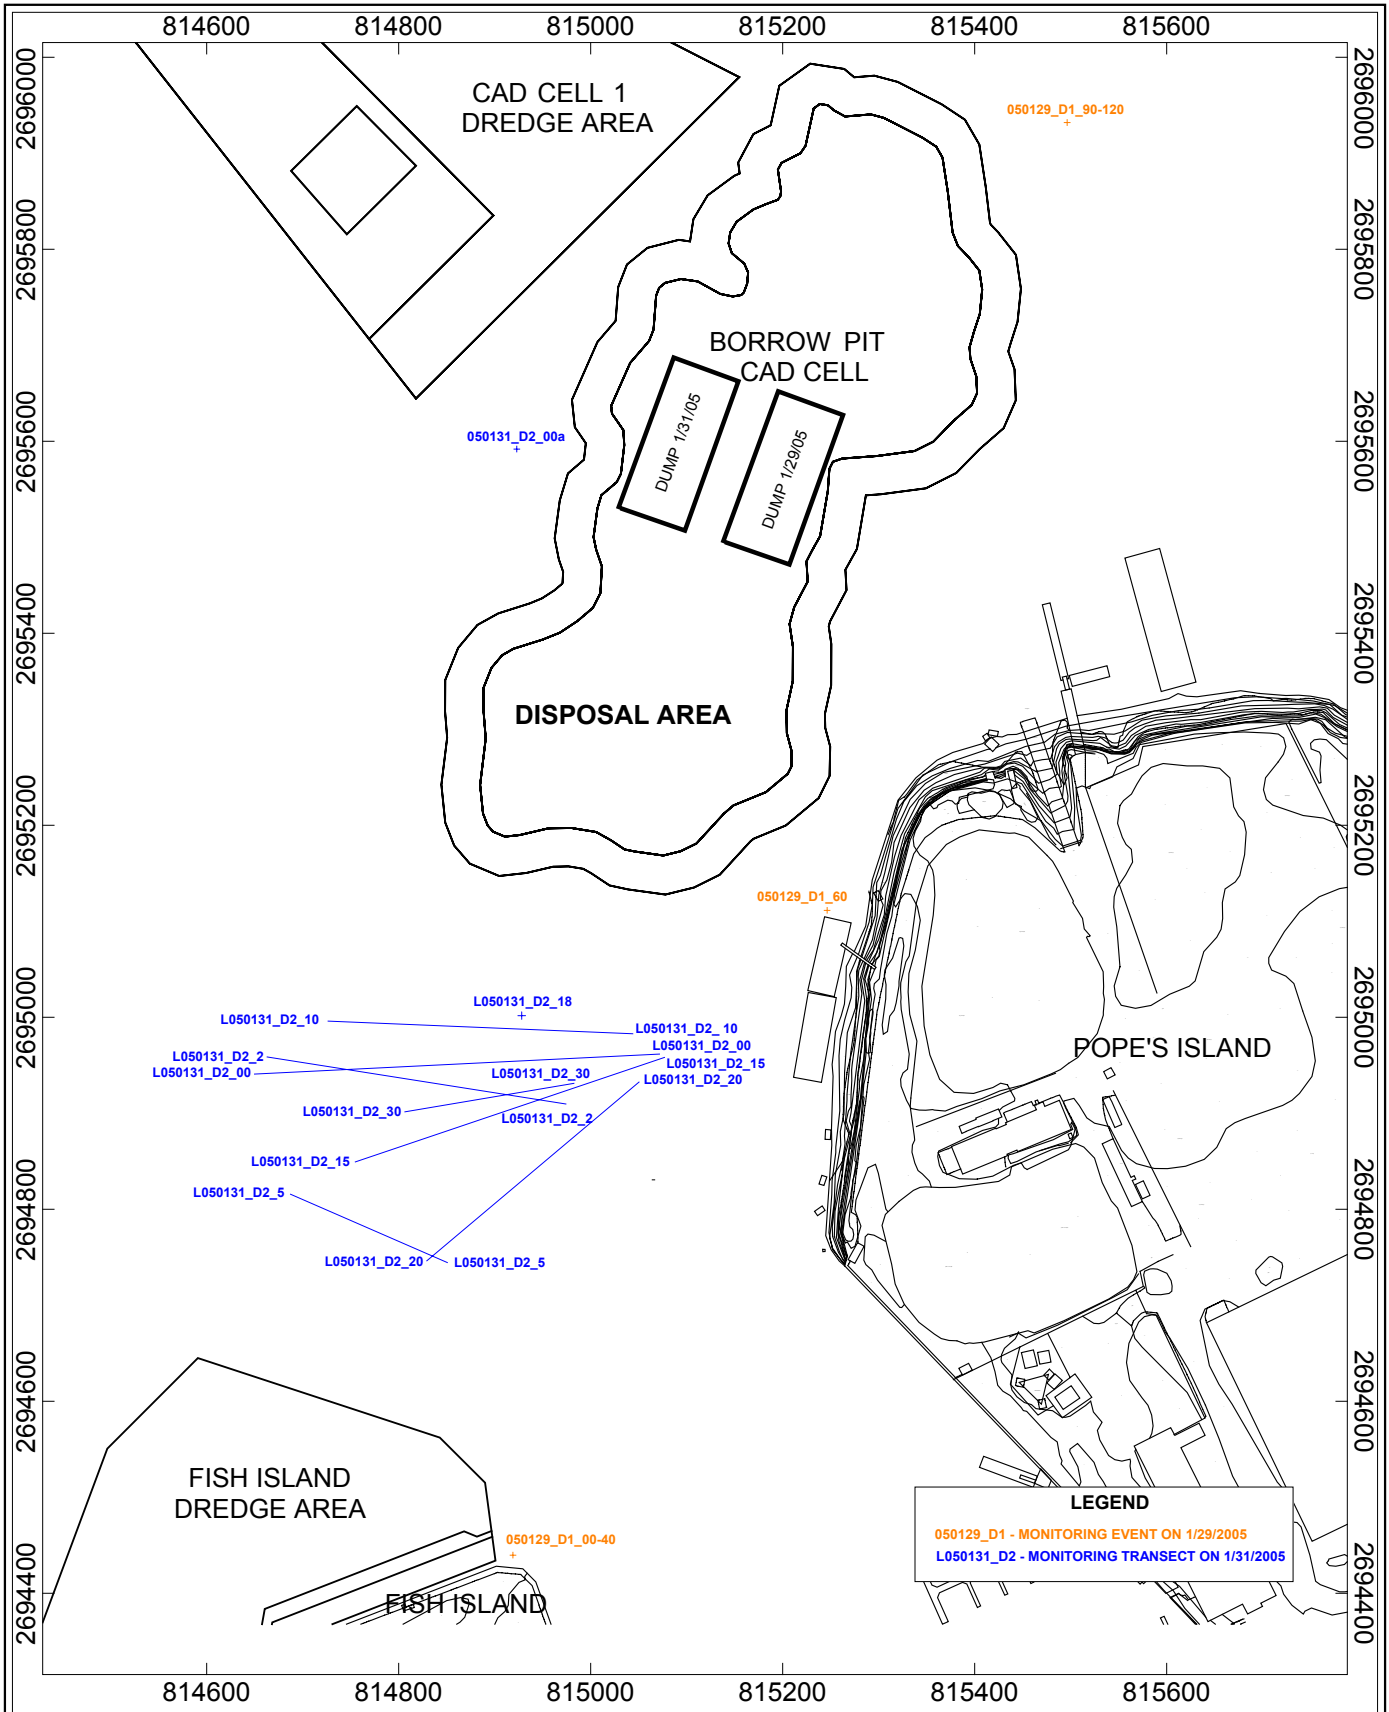 814600 814800 815000 815200 815400 815600
2696000
2696000
CAD CELL 1
DREDGE AREA
050129_D1_90-120
2695800
2695800
BORROW PIT
CAD CELL
DUMP 1/31/05
DUMP 1/29/05
050131_D2_00a
2695600
2695600
2695400
2695400
DISPOSAL AREA
2695200
2695200
050129_D1_60
2695000
2695000
L050131_D2_18
L050131_D2_10
L050131_D2_ 10
L050131_D2_00
L050131_D2_2
L050131_D2_15
L050131_D2_00
L050131_D2_30
L050131_D2_20
L050131_D2_30
L050131_D2_2
POPE'S ISLAND
L050131_D2_15
L050131_D2_5
2694800
2694800
L050131_D2_20
L050131_D2_5
2694600
2694600
FISH ISLAND
DREDGE AREA
LEGEND
050129_D1 - MONITORING EVENT ON 1/29/2005
L050131_D2 - MONITORING TRANSECT ON 1/31/2005
050129_D1_00-40
FISH ISLAND
2694400
2694400
814600 814800 815000 815200 815400 815600